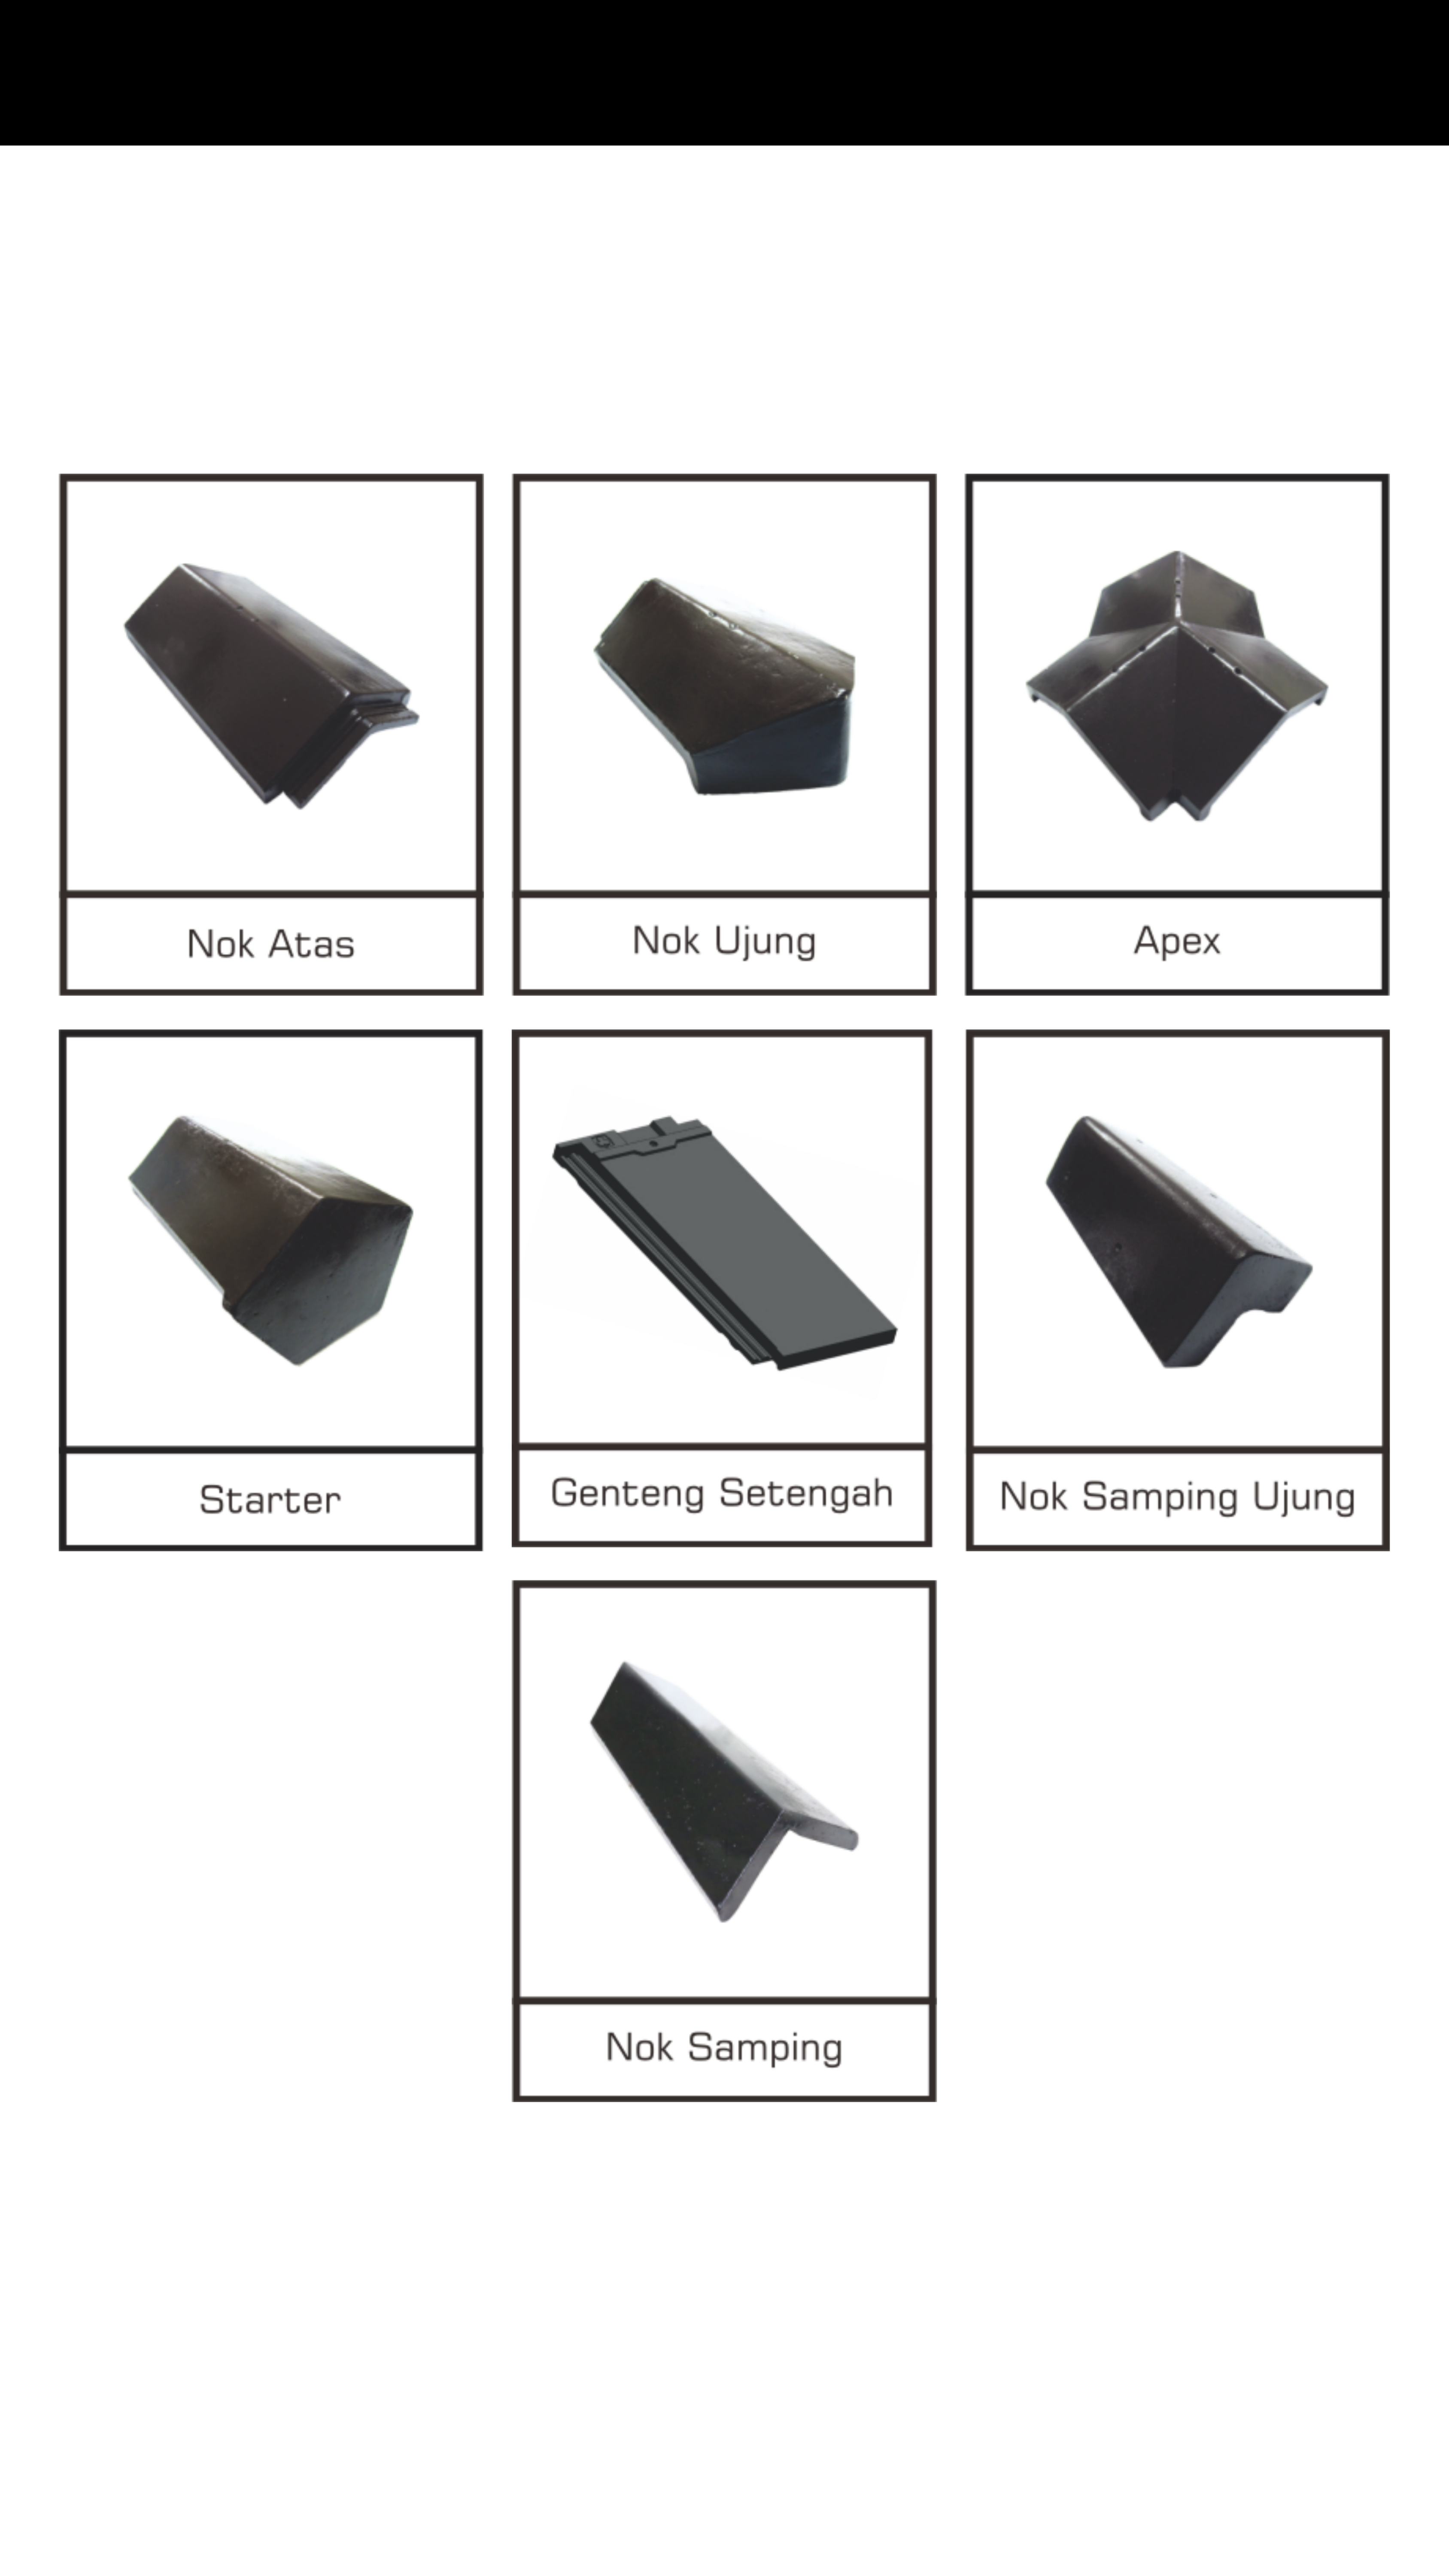 Nok Atas
Nok Ujung
Apex
Starter
Genteng Setengah
Nok Samping Ujung
Nok Samping